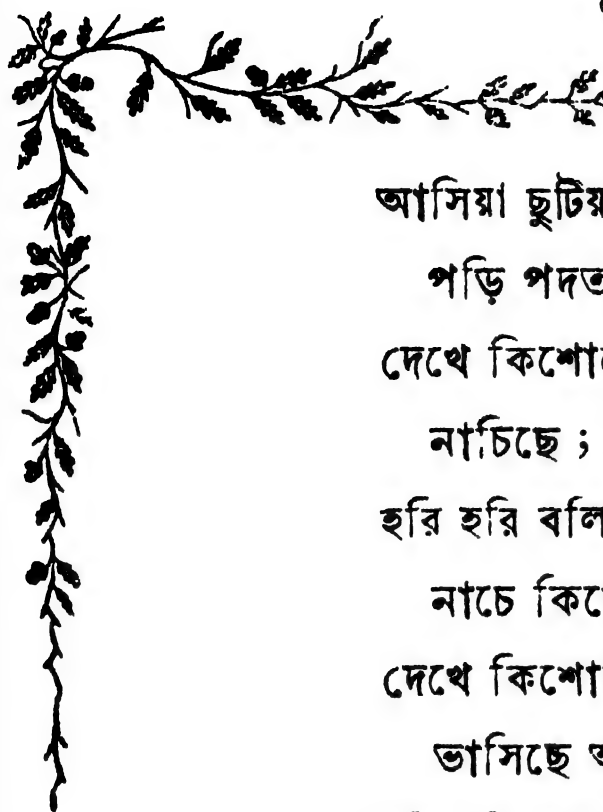 আসিয়া ছুটিয়
পড়ি পদত
দেখে কিশো
নাচিছে ;
হরি হরি বলি
নাচে কি
দেখে কিশো
ভাসিছে